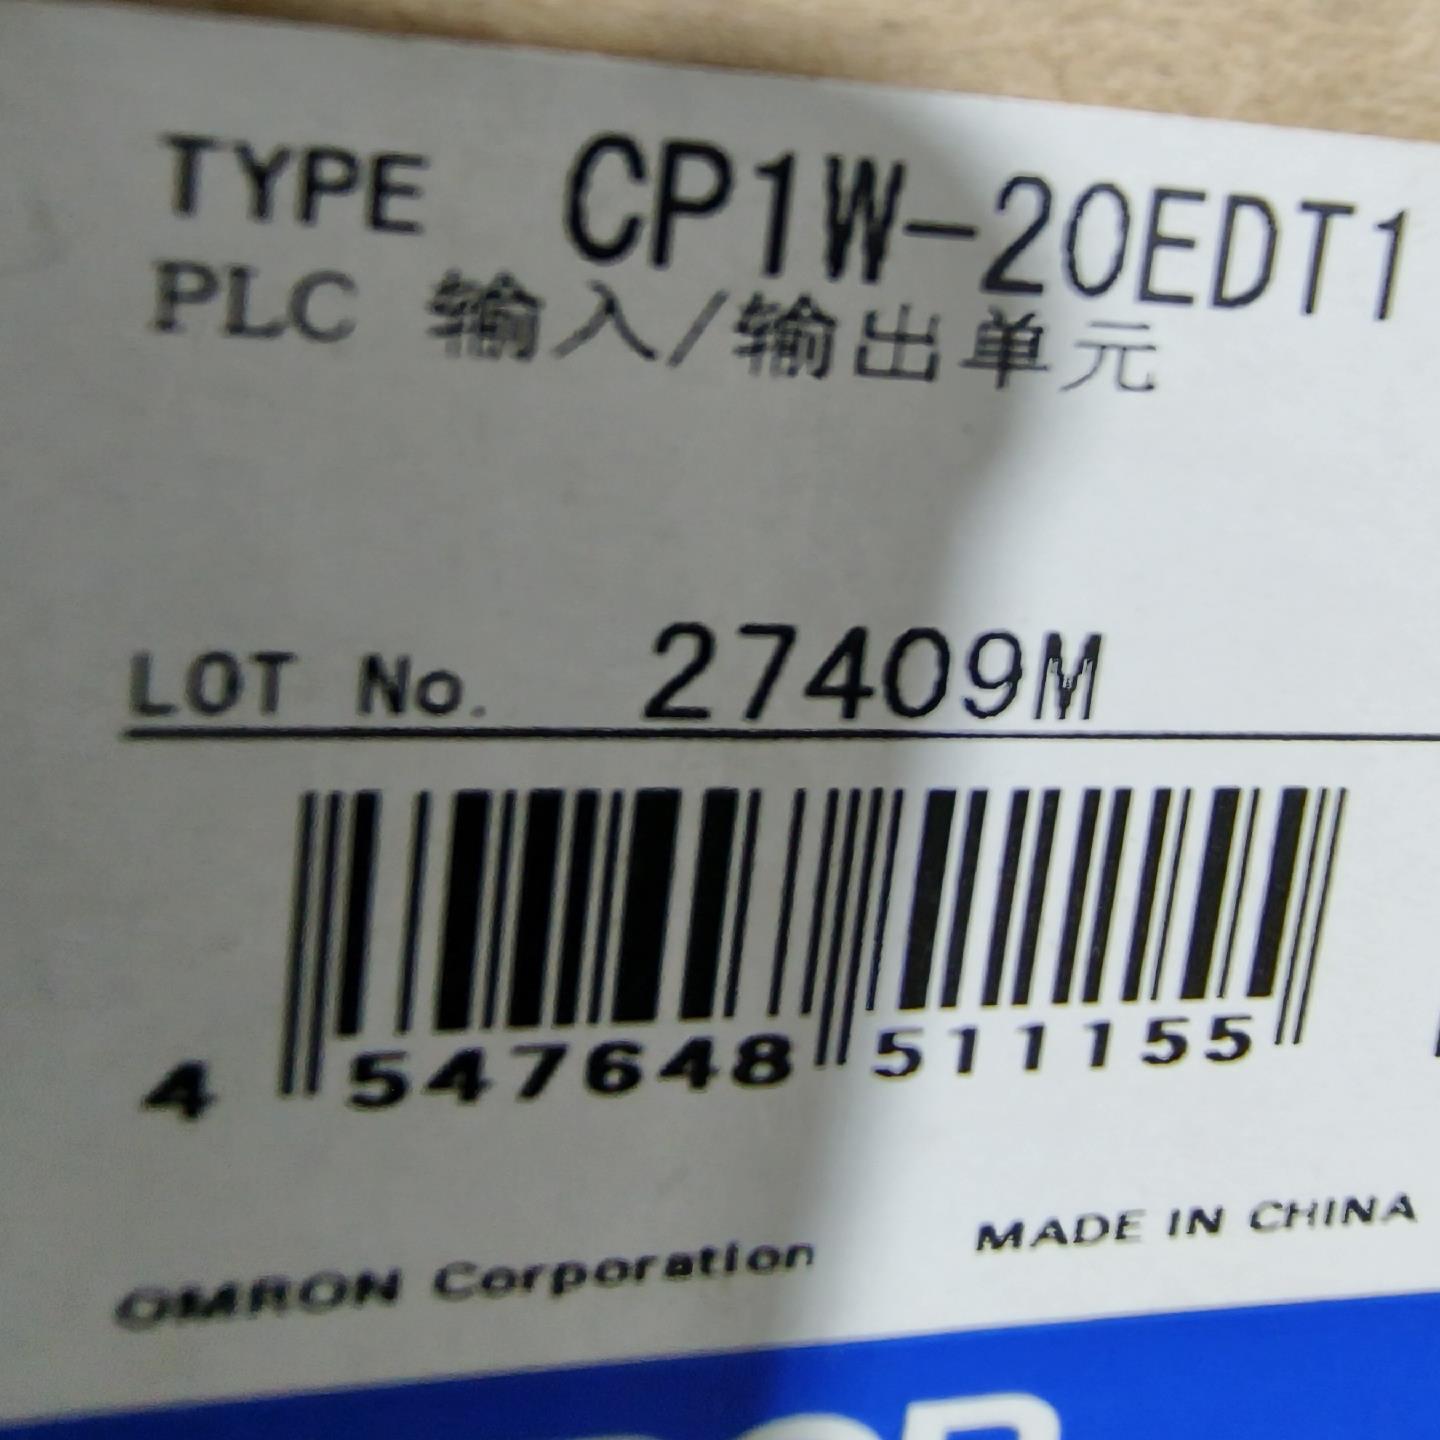 TYPE CP1W-20EDT1
PLC 输入/输出单元
LOT No. 27409M
4 547648 511155
MADE IN CHINA
OMRON Corporation